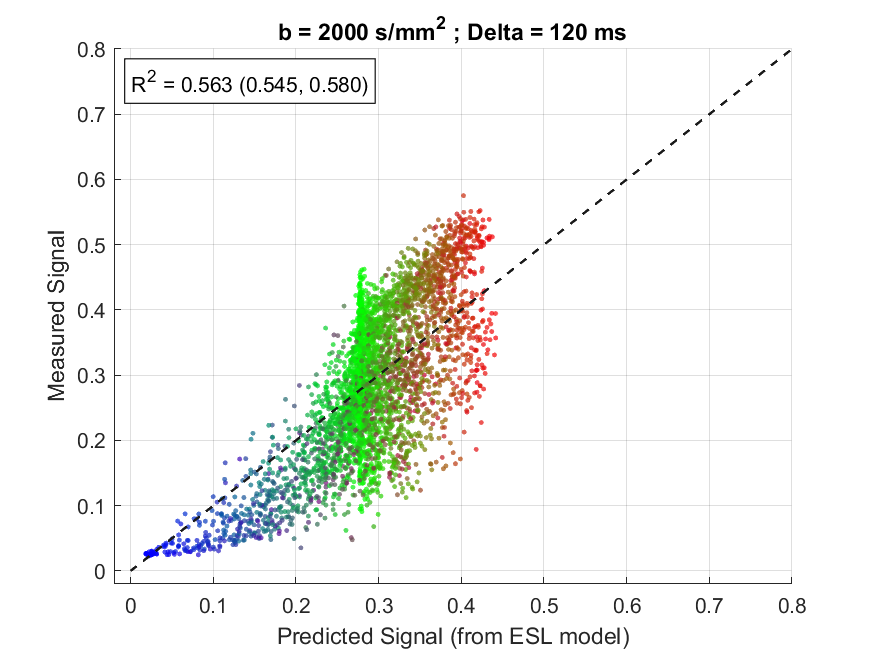 b = 2000 s/mm² ; Delta = 120 ms
R² = 0.563 (0.545, 0.580)
0.8
0.7
0.6
0.5
0.4
0.3
0.2
0.1
0
Measured Signal
0 0.1 0.2 0.3 0.4 0.5 0.6 0.7 0.8
Predicted Signal (from ESL model)